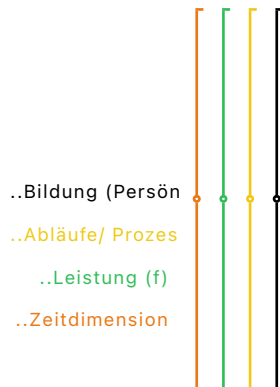 ..Bildung (Persön
..Abläufe/ Prozes
..Leistung (f)
..Zeitdimension